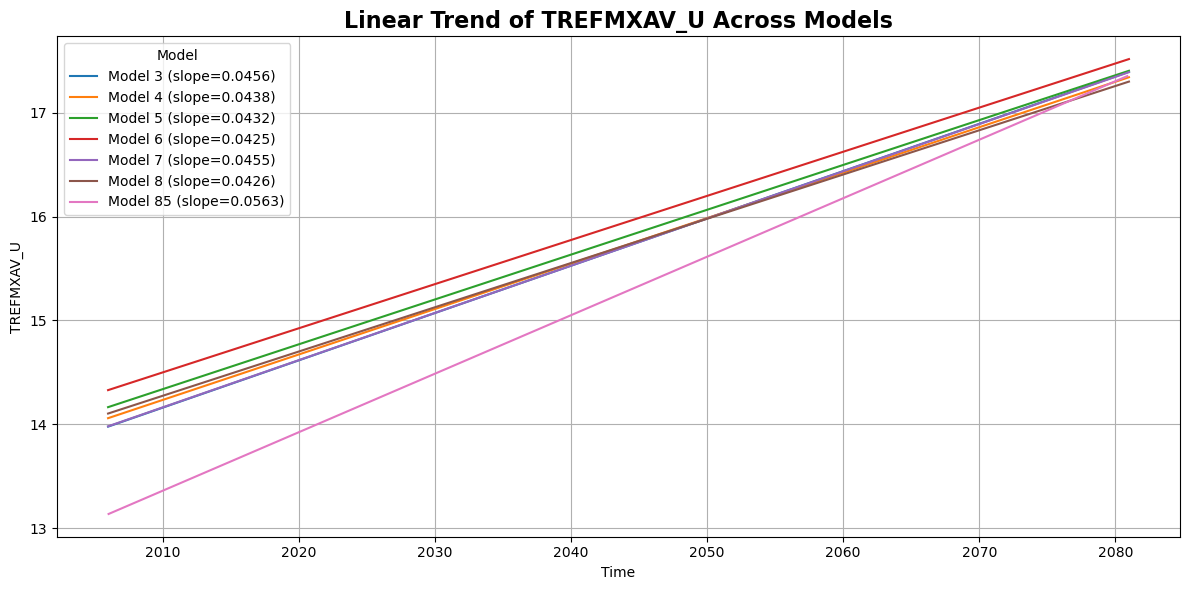 Linear Trend of TREFMXAV_U Across Models
Model
Model 3 (slope=0.0456)
Model 4 (slope=0.0438)
Model 5 (slope=0.0432)
Model 6 (slope=0.0425)
Model 7 (slope=0.0455)
Model 8 (slope=0.0426)
Model 85 (slope=0.0563)
TREFMXAV_U
17
16
15
14
13
2010 2020 2030 2040 2050 2060 2070 2080
Time